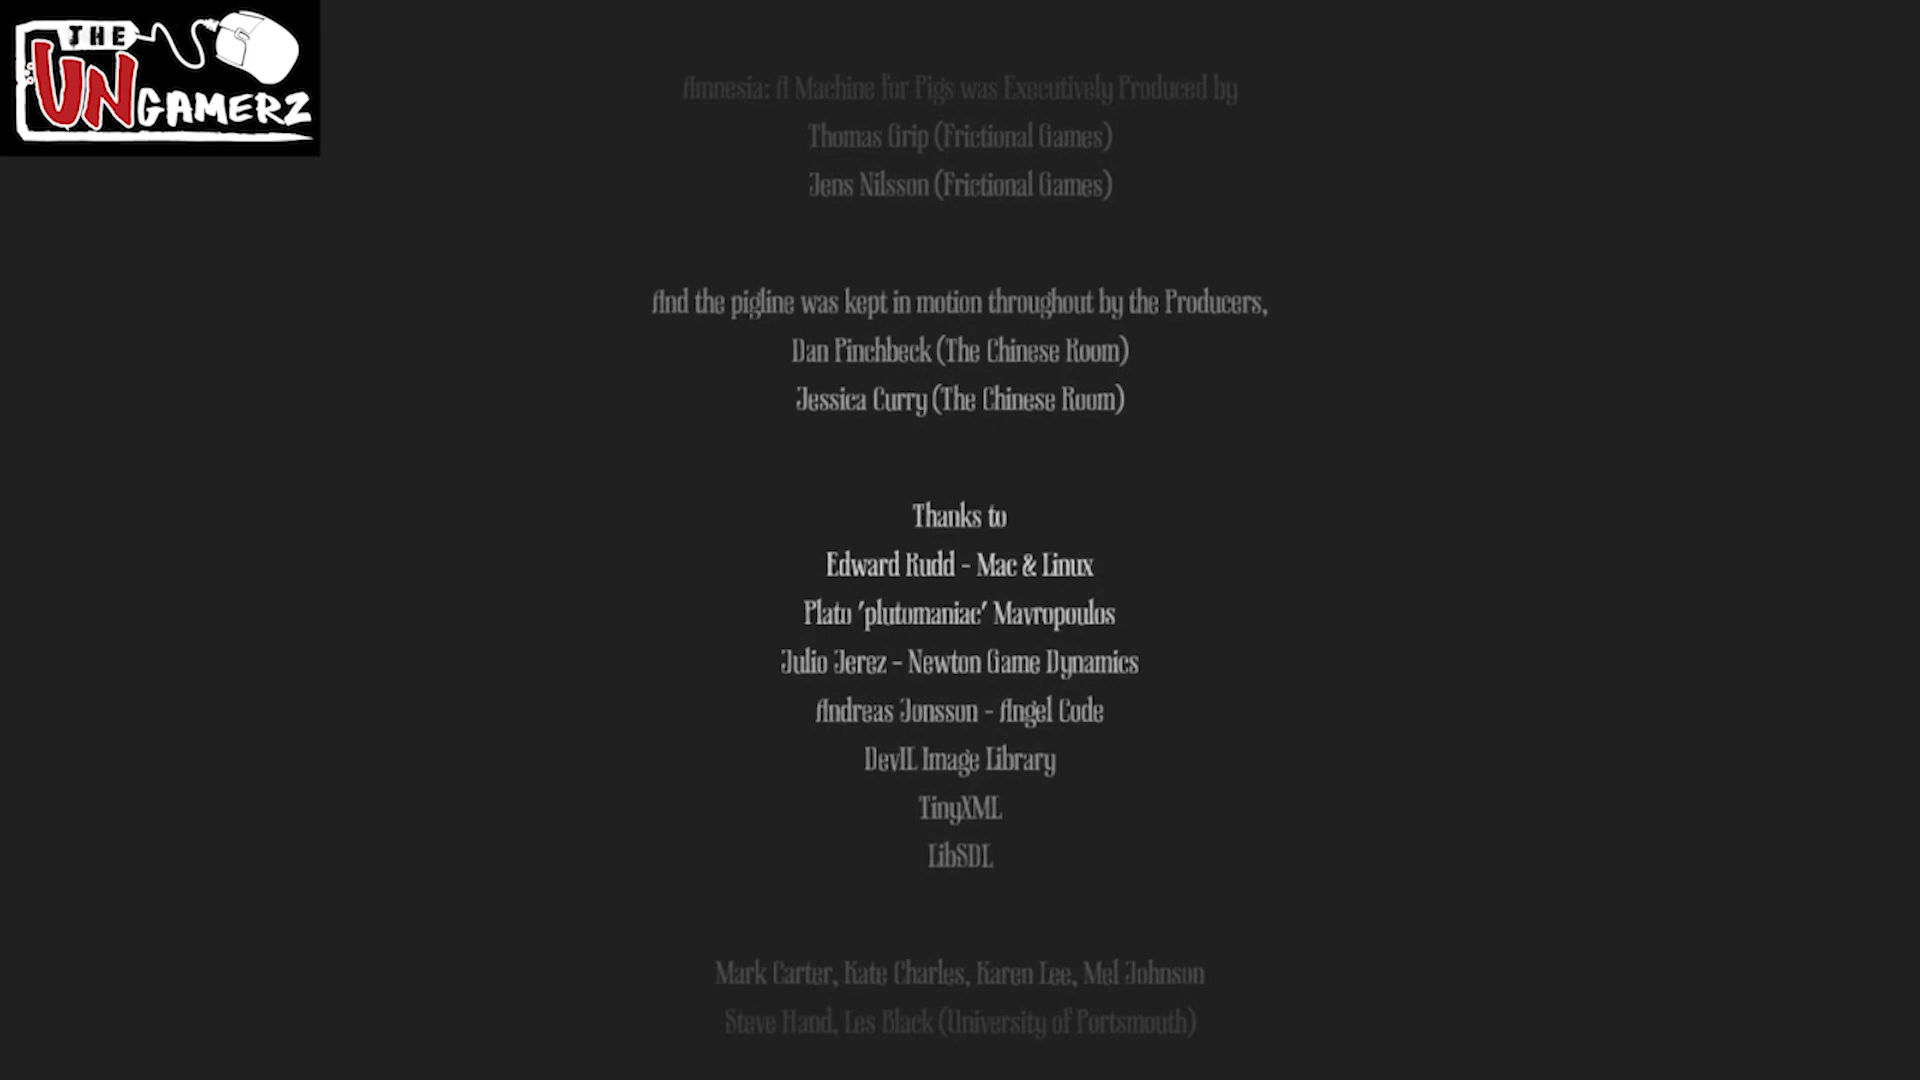 THE
UNGAMERZ
Amnesia: A Machine for Pigs was Executively Produced by
Thomas Grip (Frictional Games)
Jens Nilsson (Frictional Games)
And the pigline was kept in motion throughout by the Producers,
Dan Pinchbeck (The Chinese Room)
Jessica Curry (The Chinese Room)
Thanks to
Edward Rudd - Mac & Linux
Plato 'plutomaniac' Mavropoulos
Julio Jerez - Newton Game Dynamics
Andreas Jonsson - Angel Code
DevIL Image Library
TinyXML
LibSDL
Mark Carter, Kate Charles, Karen Lee, Mel Johnson
Steve Hand, Les Black (University of Portsmouth)